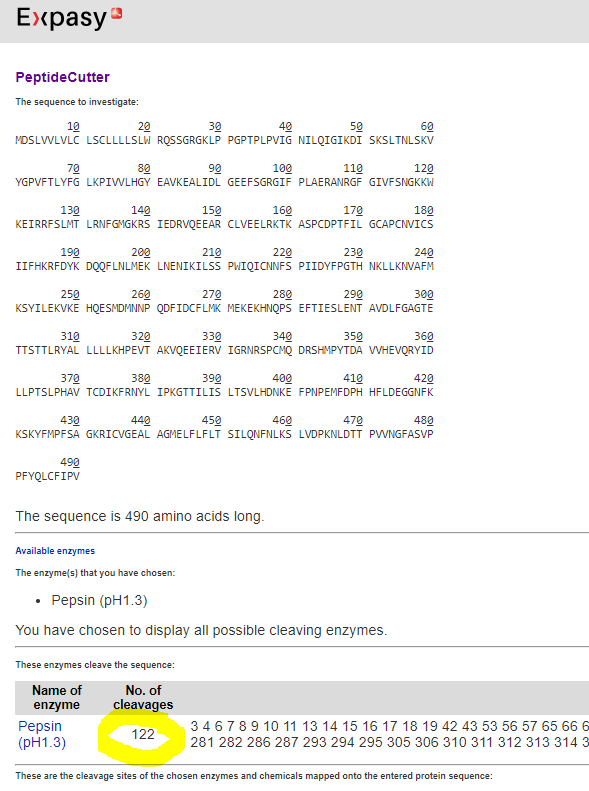 Expasy
PeptideCutter
The sequence to investigate:
10 20 30 40 50 60
MDSLVVLVLC LSCLLLLSLW RQSSGRGKLP PGPTPLPVIG NILQIGIKDI SKSLTNLSKV
70 80 90 100 110 120
YGPVFTLYFG LKPIVVLHGY EAVKEALIDL GEEFSGRGIF PLAERANRGF GIVFSNGKKW
130 140 150 160 170 180
KEIRRFSLMT LRNFGMGKRS IEDRVQEEAR CLVEELRKTK ASPCDPTFIL GCAPCNVICS
190 200 210 220 230 240
IIFHKRFDYK DQQFLNLMEK LNENIKILSS PWIQICNNFS PIIDYFPGTH NKLLKNVAFM
250 260 270 280 290 300
KSYILEKVKE HQESMDMNNP QDFIDCFLMK MEKEKHNQPS EFTIESLENT AVDLFGAGTE
310 320 330 340 350 360
TTSTTLRYAL LLLLKHPEVT AKVQEEIERV IGRNRSPCMQ DRSHMPYTDA VVHEVQRYID
370 380 390 400 410 420
LLPTSLPHAV TCDIKFRNYL IPKGTTILIS LTSVLHDNKE FPNPEMFDPH HFLDEGGNFK
430 440 450 460 470 480
KSKYFMPFSA GKRICVGEAL AGMELFLFLT SILQNFNLKS LVDPKNLDTT PVVNGFASVP
490
PFYQLCFIPV
The sequence is 490 amino acids long.
Available enzymes
The enzyme(s) that you have chosen:
• Pepsin (pH1.3)
You have chosen to display all possible cleaving enzymes.
These enzymes cleave the sequence:
Name of enzyme No. of cleavages
Pepsin (pH1.3) 122 3 4 6 7 8 9 10 11 13 14 15 16 17 18 19 42 43 53 56 57 65 66
281 282 286 287 293 294 295 305 306 310 311 312 313 314
These are the cleavage sites of the chosen enzymes and chemicals mapped onto the entered protein sequence: